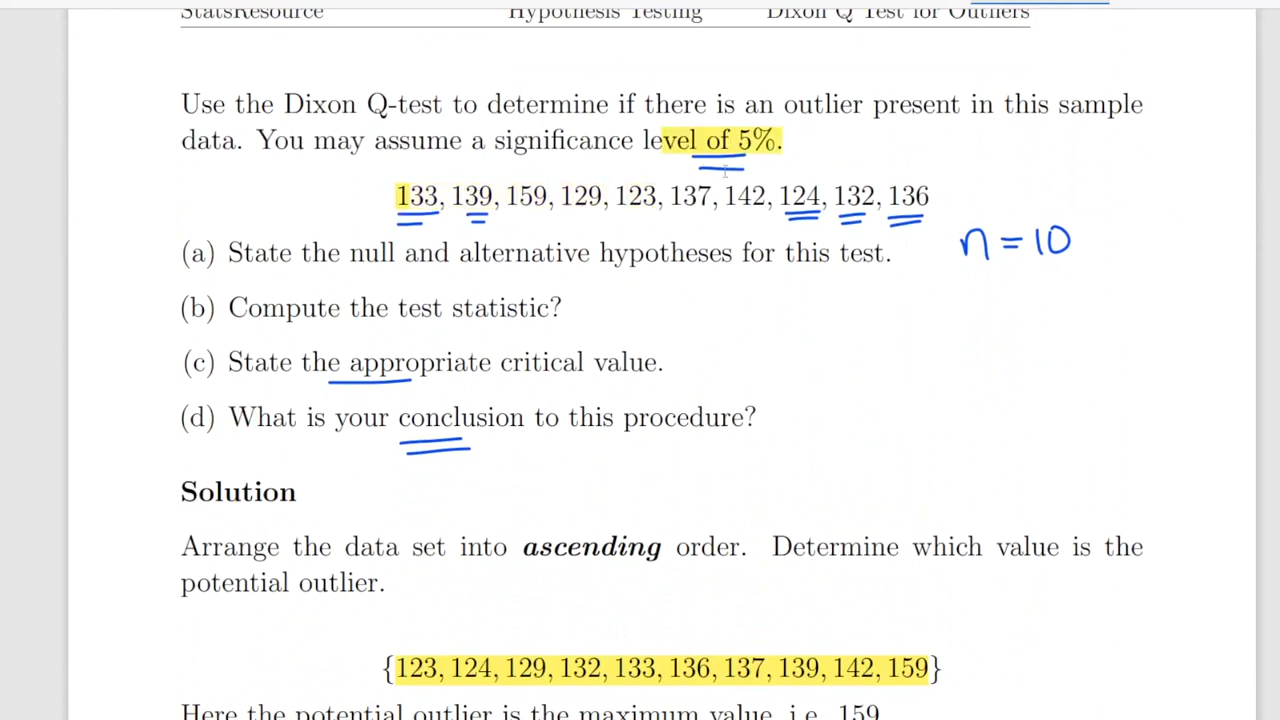 StatsResource Hypothesis Testing Dixon Q Test for Outliers
Use the Dixon Q-test to determine if there is an outlier present in this sample
data. You may assume a significance level of 5%.
133, 139, 159, 129, 123, 137, 142, 124, 132, 136
n = 10
(a) State the null and alternative hypotheses for this test.
(b) Compute the test statistic?
(c) State the appropriate critical value.
(d) What is your conclusion to this procedure?
Solution
Arrange the data set into ascending order. Determine which value is the
potential outlier.
{123, 124, 129, 132, 133, 136, 137, 139, 142, 159}
Here the potential outlier is the maximum value, i.e. 159